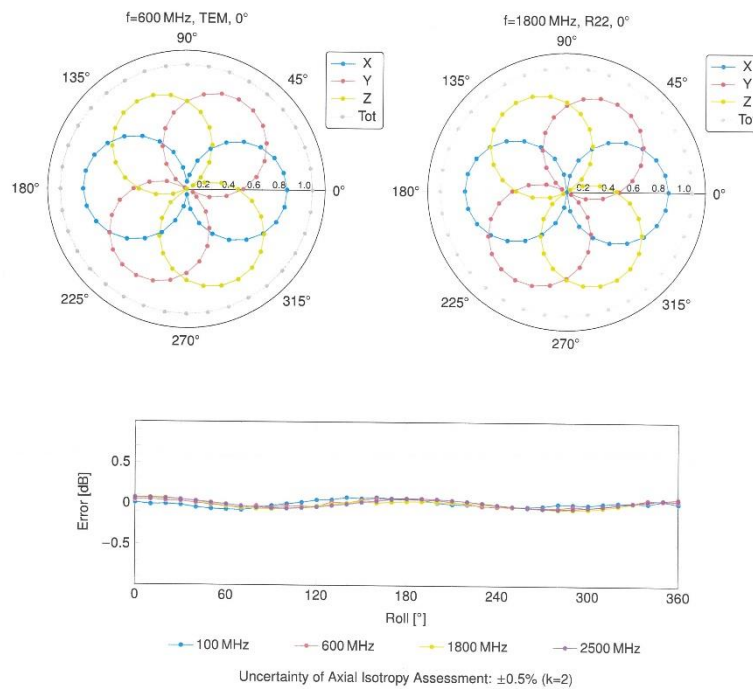 f=600 MHz, TEM, 0°
90°
135°
45°
180°
0°
225°
315°
270°
0.2 0.4 0.6 0.8 1.0
X
Y
Z
Tot
f=1800 MHz, R22, 0°
90°
135°
45°
180°
0°
225°
315°
270°
0.2 0.4 0.6 0.8 1.0
X
Y
Z
Tot
Error [dB]
0.5
0
−0.5
0 60 120 180 240 300 360
Roll [°]
100 MHz 600 MHz 1800 MHz 2500 MHz
Uncertainty of Axial Isotropy Assessment: ±0.5% (k=2)